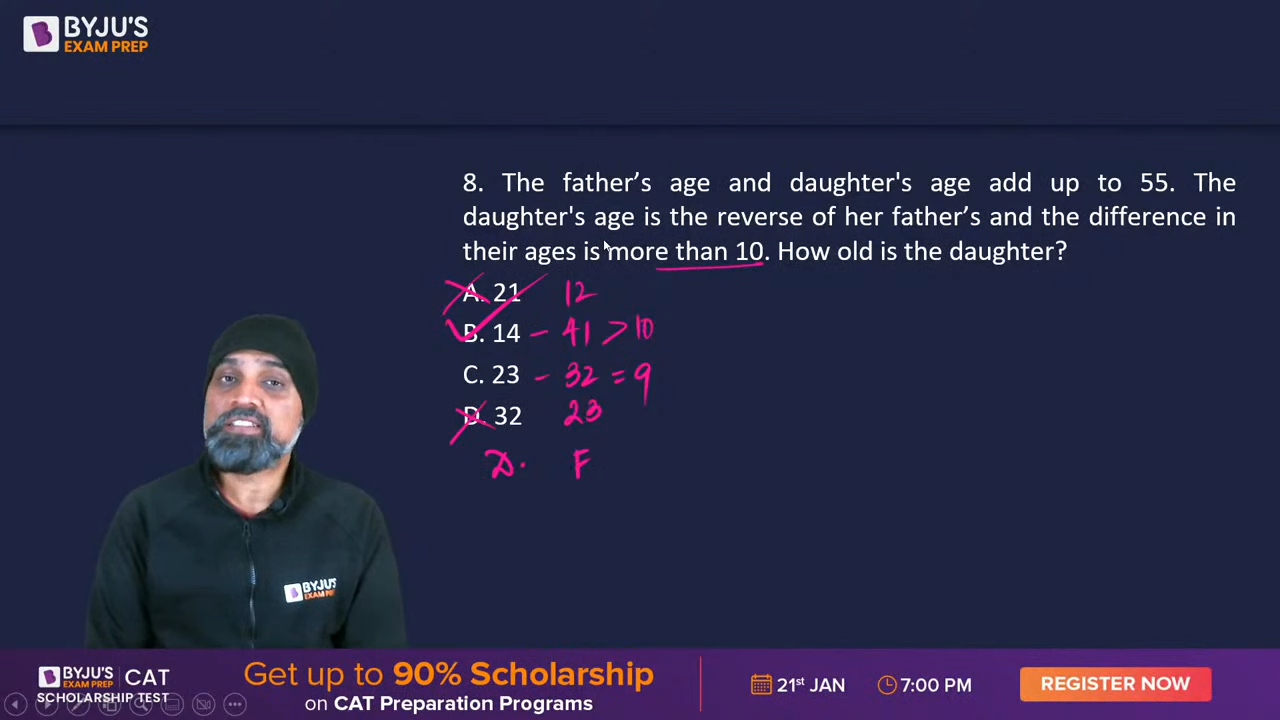 BYJU'S
EXAM PREP
8. The father's age and daughter's age add up to 55. The
daughter's age is the reverse of her father's and the difference in
their ages is more than 10. How old is the daughter?
A. 21 12
B. 14 - 41 > 10
C. 23 - 32 = 9
D. 32 23
D. F
BYJU'S
EXAM PREP
BYJU'S
EXAM PREP
CAT
SCHOLARSHIP TEST
Get up to 90% Scholarship
on CAT Preparation Programs
21ST JAN
7:00 PM
REGISTER NOW